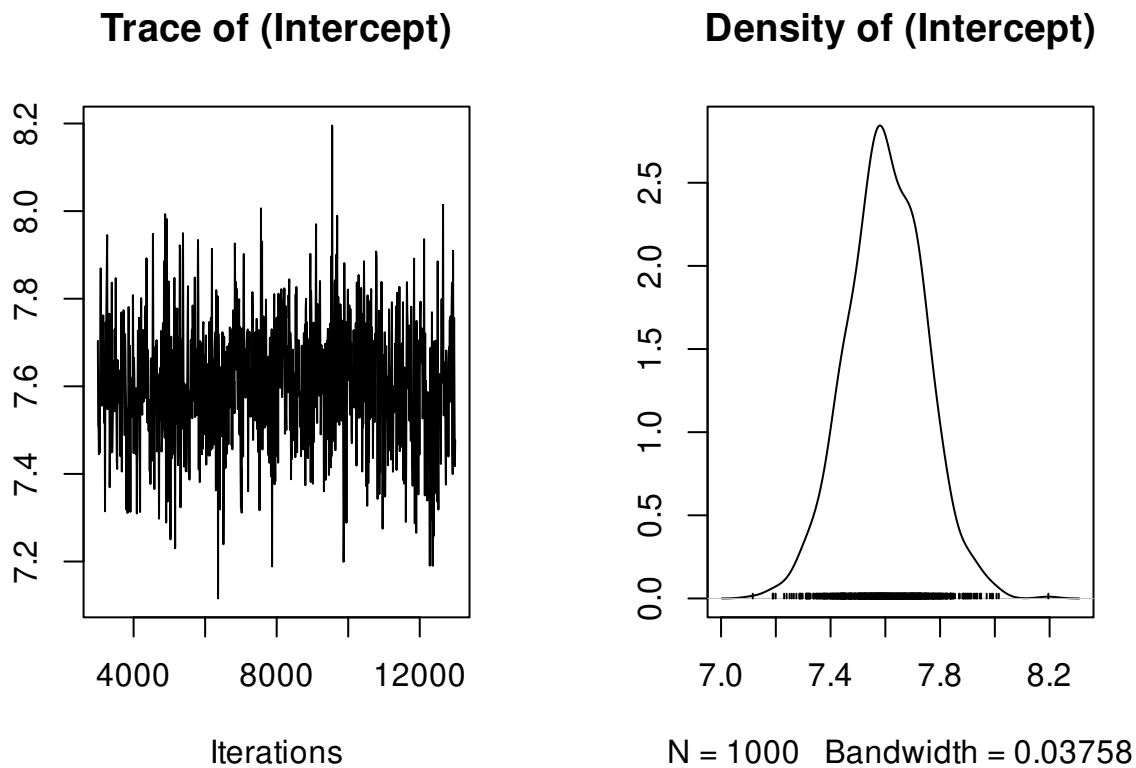 Trace of (Intercept)
8.2
8.0
7.8
7.6
7.4
7.2
4000 8000 12000
Iterations
Density of (Intercept)
2.5
2.0
1.5
1.0
0.5
0.0
7.0 7.4 7.8 8.2
N = 1000 Bandwidth = 0.03758